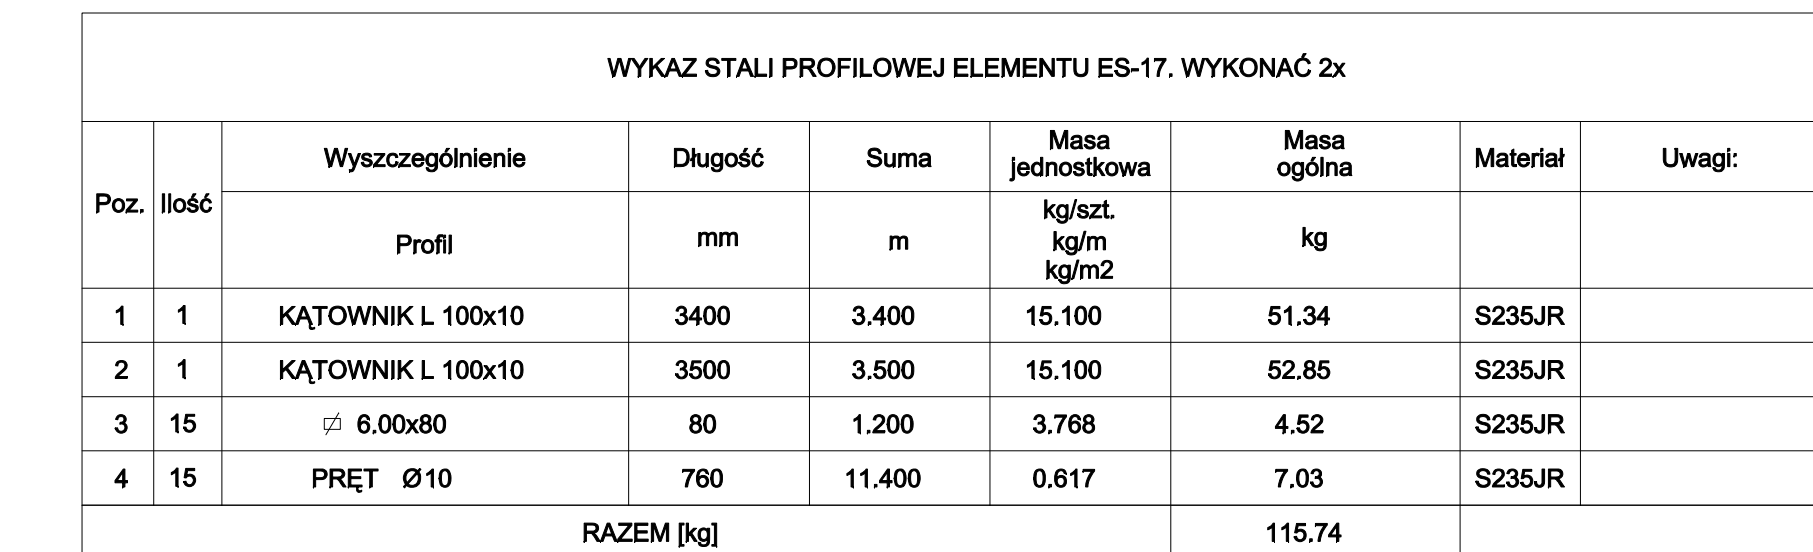 WYKAZ STALI PROFILOWEJ ELEMENTU ES-17. WYKONAĆ 2x
Poz. Ilość Wyszczególnienie Długość Suma Masa jednostkowa Masa ogólna Materiał Uwagi:
Profil mm m kg/szt. kg/m kg/m2 kg
1 1 KĄTOWNIK L 100x10 3400 3.400 15.100 51.34 S235JR
2 1 KĄTOWNIK L 100x10 3500 3.500 15.100 52.85 S235JR
3 15 6.00x80 80 1.200 3.768 4.52 S235JR
4 15 PRĘT Ø10 760 11.400 0.617 7.03 S235JR
RAZEM [kg] 115.74